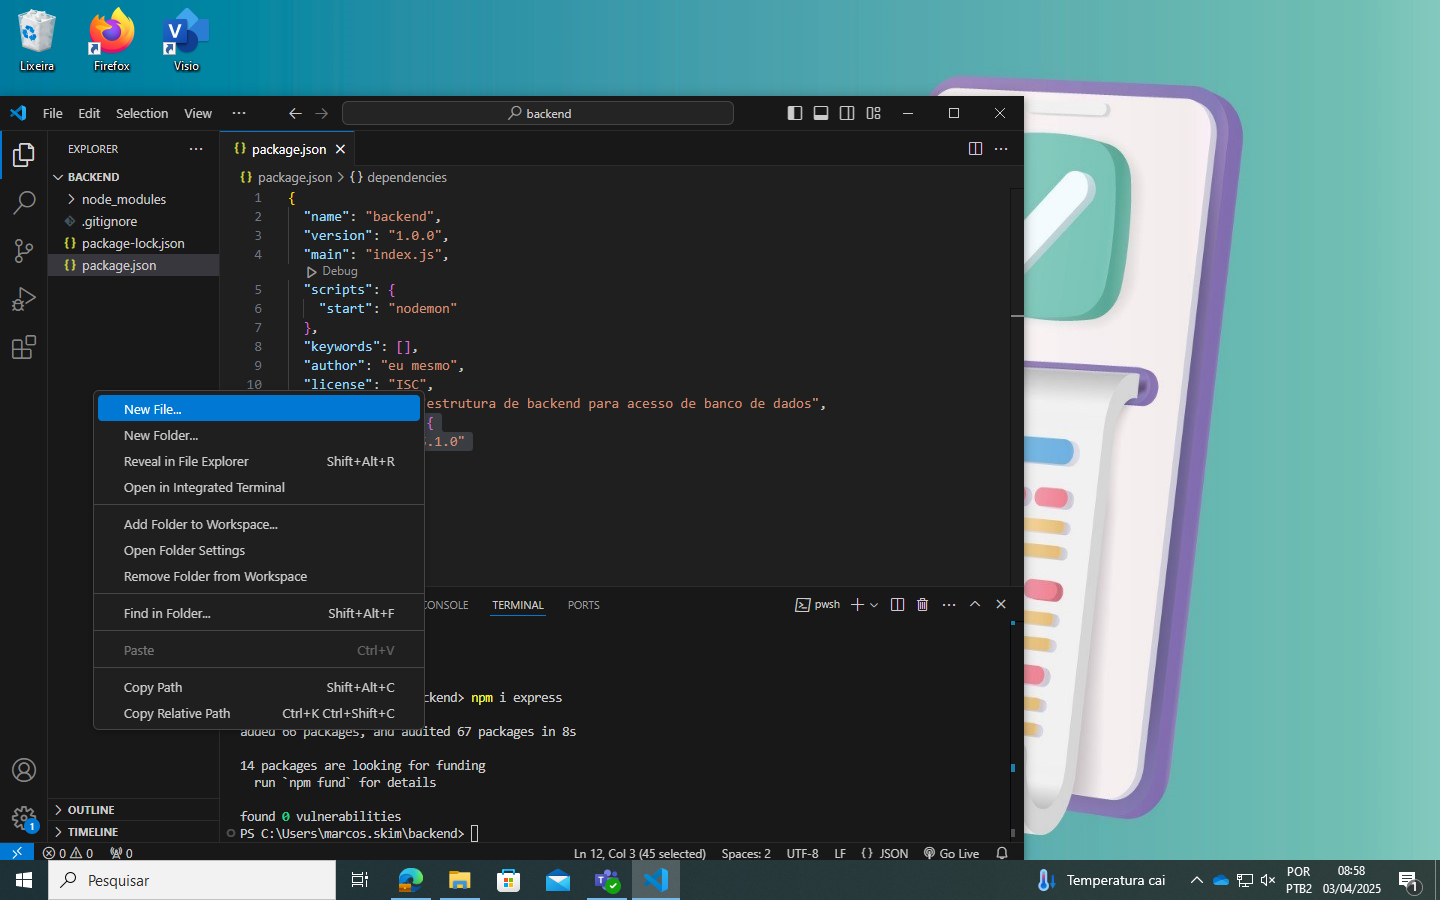 Lixeira
Firefox
Visio
File Edit Selection View
backend
EXPLORER
BACKEND
node_modules
.gitignore
package-lock.json
package.json
package.json
package.json > {} dependencies
1 {
2 "name": "backend",
3 "version": "1.0.0",
4 "main": "index.js",
Debug
5 "scripts": {
6 "start": "nodemon"
7 },
8 "keywords": [],
9 "author": "eu mesmo",
10 "license": "ISC",
estrutura de backend para acesso de banco de dados",
{
.1.0"
New File...
New Folder...
Reveal in File Explorer Shift+Alt+R
Open in Integrated Terminal
Add Folder to Workspace...
Open Folder Settings
Remove Folder from Workspace
Find in Folder... Shift+Alt+F
Paste Ctrl+V
Copy Path Shift+Alt+C
Copy Relative Path Ctrl+K Ctrl+Shift+C
CONSOLE TERMINAL PORTS
pwsh
ckend> npm i express
added 66 packages, and audited 67 packages in 8s
14 packages are looking for funding
run `npm fund` for details
found 0 vulnerabilities
PS C:\Users\marcos.skim\backend>
OUTLINE
TIMELINE
1
0 0 0
Ln 12, Col 3 (45 selected) Spaces: 2 UTF-8 LF {} JSON Go Live
Pesquisar
Temperatura cai
POR
PTB2
08:58
03/04/2025
1